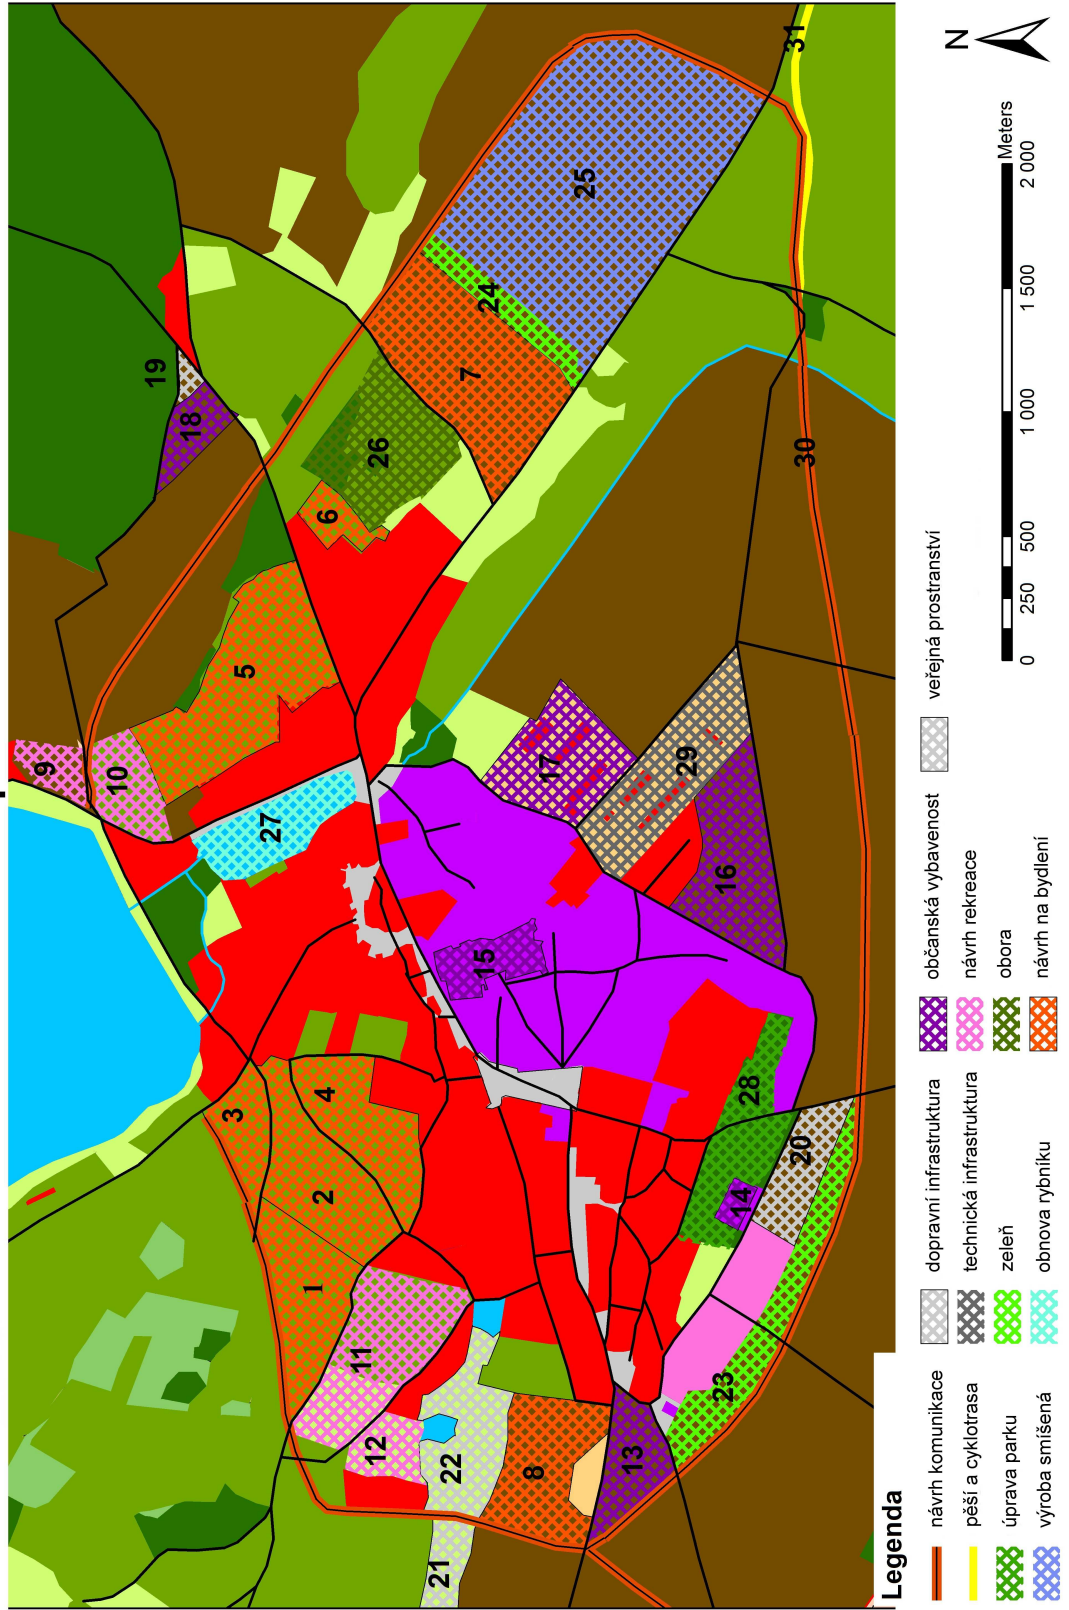 1
2
3
4
5
6
7
8
9
10
11
12
13
14
15
16
17
18
19
20
21
22
23
24
25
26
27
28
29
30
31
Legenda
návrh komunikace
pěší a cyklotrasa
úprava parku
výroba smíšená
dopravní infrastruktura
technická infrastruktura
zeleň
obnova rybníku
občanská vybavenost
návrh rekreace
obora
návrh na bydlení
veřejná prostranství
0 250 500 1 000 1 500 2 000
Meters
N